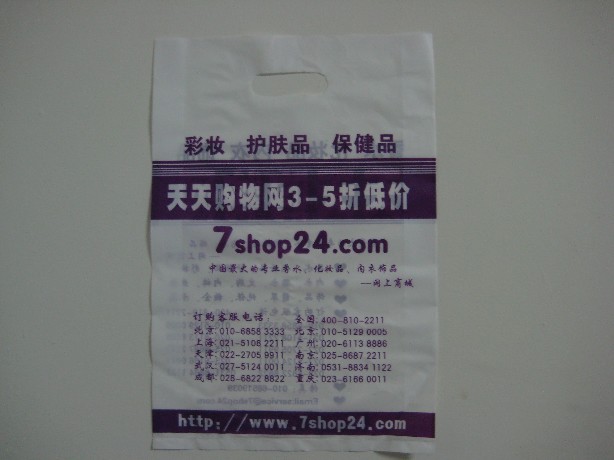 彩妆 护肤品 保健品
天天购物网3-5折低价
7shop24.com
中国最大的专业香水、化妆品、内衣饰品
—网上商城
订购客服电话 全国:400-810-2211
北京:010-6858 3333 北京:010-5129 0005
上海:021-5108 2211 广州:020-6113 8886
天津:022-2705 9911 南京:025-8687 2211
武汉:027-5124 0011 济南:0531-8834 1122
成都:028-6822 8822 重庆:023-6166 0011
http://www.7shop24.com